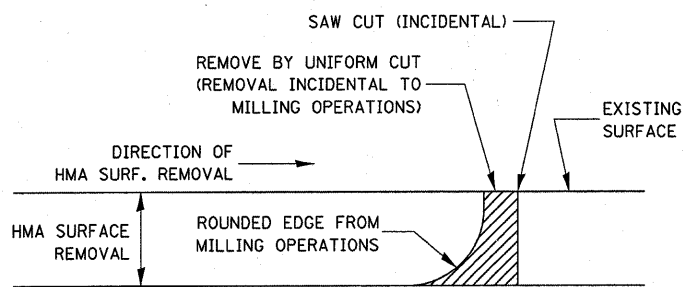 SAW CUT (INCIDENTAL)
REMOVE BY UNIFORM CUT
(REMOVAL INCIDENTAL TO
MILLING OPERATIONS)
EXISTING
SURFACE
DIRECTION OF
HMA SURF. REMOVAL
HMA SURFACE
REMOVAL
ROUNDED EDGE FROM
MILLING OPERATIONS